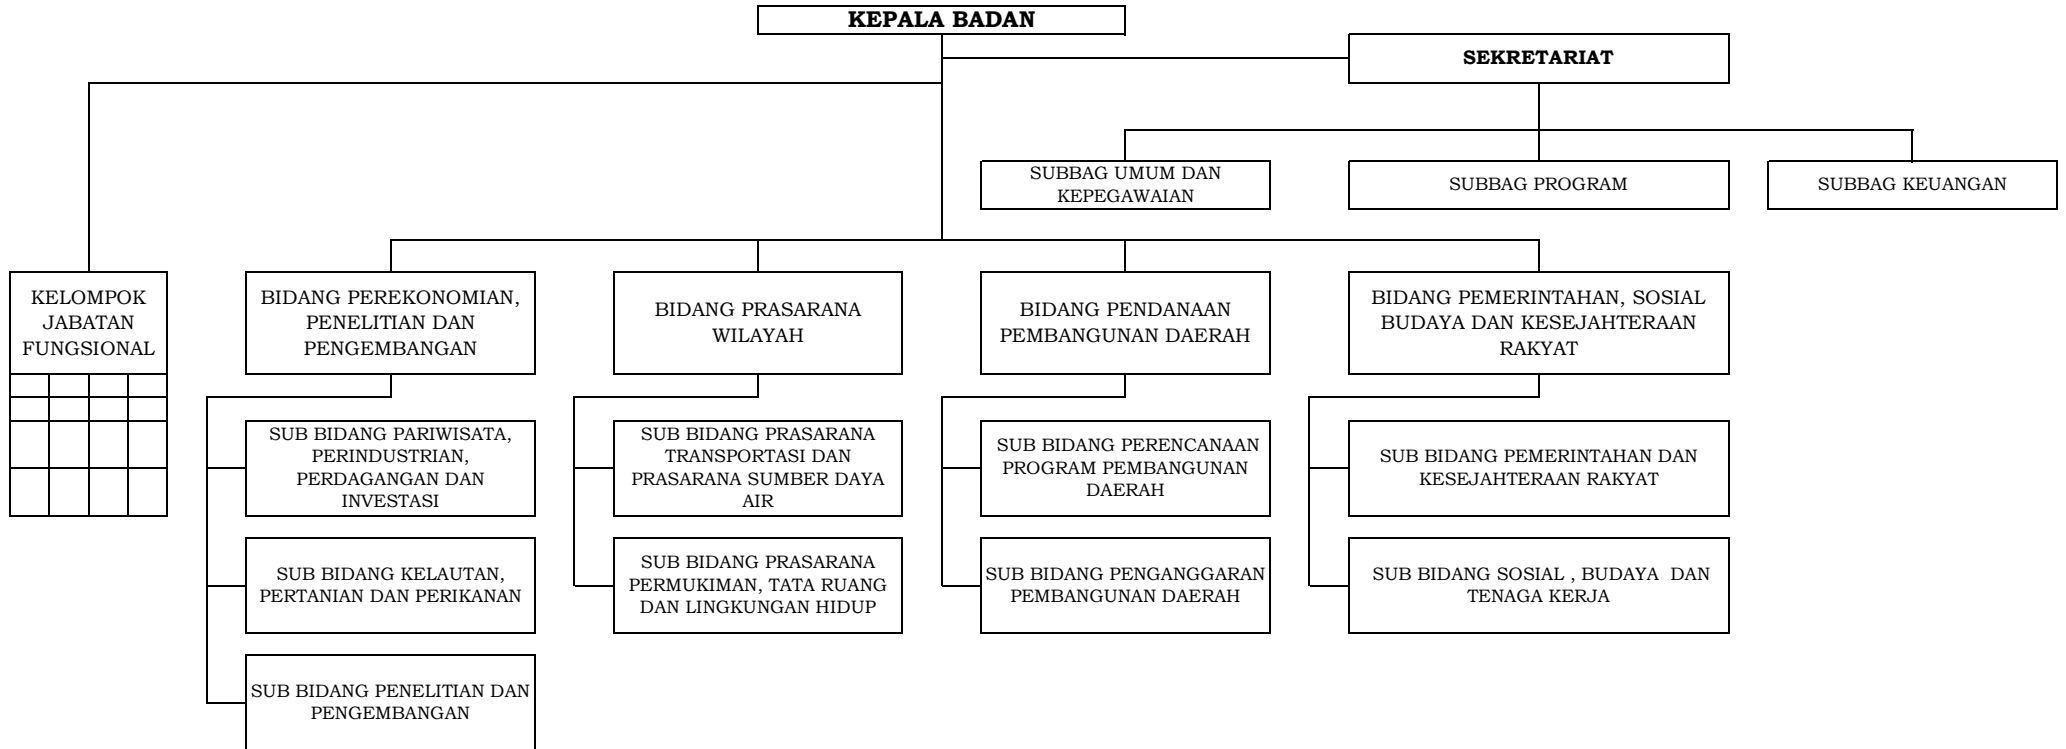 KEPALA BADAN
SEKRETARIAT
SUBBAG UMUM DAN
KEPEGAWAIAN
SUBBAG PROGRAM
SUBBAG KEUANGAN
KELOMPOK
JABATAN
FUNGSIONAL
BIDANG PEREKONOMIAN,
PENELITIAN DAN
PENGEMBANGAN
BIDANG PRASARANA
WILAYAH
BIDANG PENDANAAN
PEMBANGUNAN DAERAH
BIDANG PEMERINTAHAN, SOSIAL
BUDAYA DAN KESEJAHTERAAN
RAKYAT
SUB BIDANG PARIWISATA,
PERINDUSTRIAN,
PERDAGANGAN DAN
INVESTASI
SUB BIDANG PRASARANA
TRANSPORTASI DAN
PRASARANA SUMBER DAYA
AIR
SUB BIDANG PERENCANAAN
PROGRAM PEMBANGUNAN
DAERAH
SUB BIDANG PEMERINTAHAN DAN
KESEJAHTERAAN RAKYAT
SUB BIDANG KELAUTAN,
PERTANIAN DAN PERIKANAN
SUB BIDANG PRASARANA
PERMUKIMAN, TATA RUANG
DAN LINGKUNGAN HIDUP
SUB BIDANG PENGANGGARAN
PEMBANGUNAN DAERAH
SUB BIDANG SOSIAL , BUDAYA  DAN
TENAGA KERJA
SUB BIDANG PENELITIAN DAN
PENGEMBANGAN